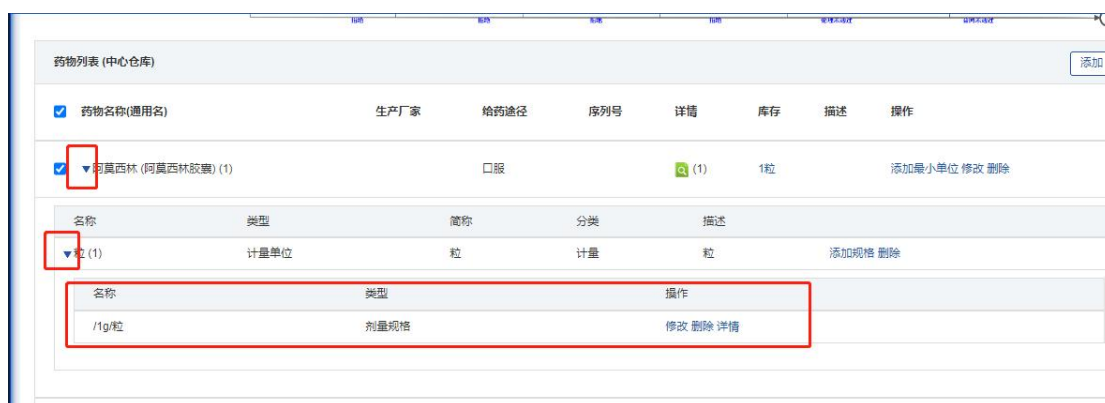 药物列表 (中心仓库) 添加
药物名称(通用名) 生产厂家 给药途径 序列号 详情 库存 描述 操作
阿莫西林 (阿莫西林胶囊) (1) 口服 (1) 1粒 添加最小单位 修改 删除
名称 类型 简称 分类 描述
粒 (1) 计量单位 粒 计量 粒 添加规格 删除
名称 类型 操作
/1g/粒 剂量规格 修改 删除 详情